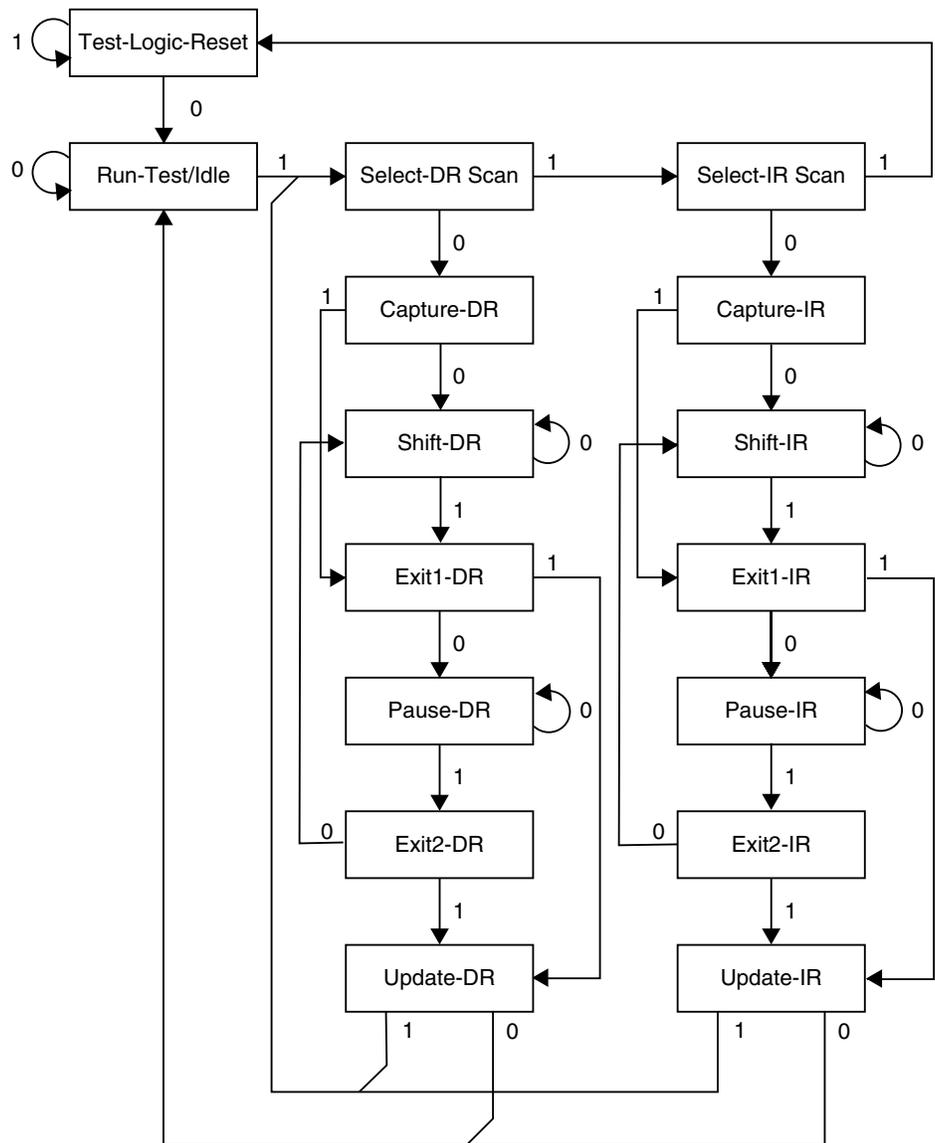 1
Test-Logic-Reset
0
0
Run-Test/Idle
1
Select-DR Scan
1
Select-IR Scan
1
0
0
1
Capture-DR
1
Capture-IR
0
0
Shift-DR
0
Shift-IR
0
1
1
Exit1-DR
1
Exit1-IR
1
0
0
Pause-DR
0
Pause-IR
0
1
1
0
Exit2-DR
0
Exit2-IR
1
1
Update-DR
Update-IR
1
0
1
0